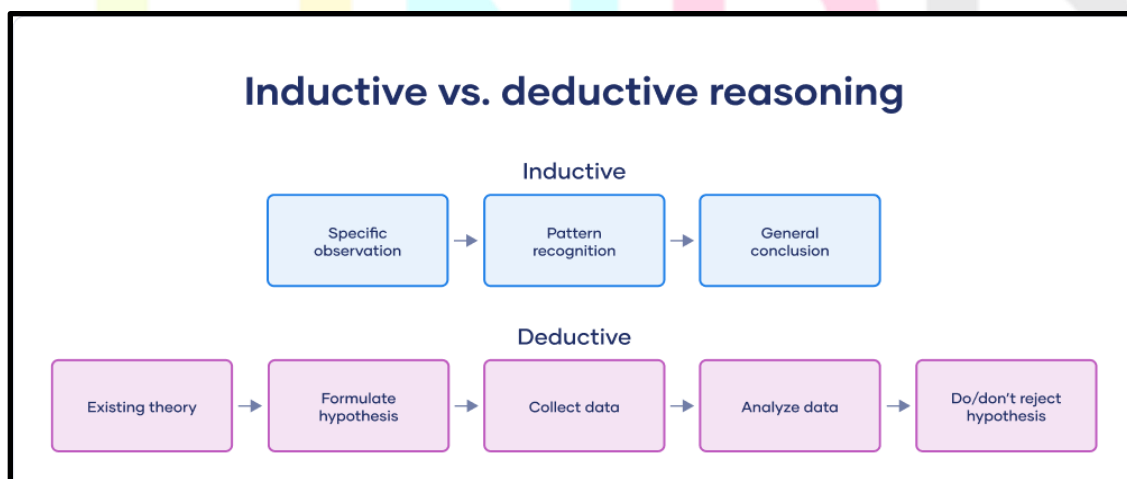 Inductive vs. deductive reasoning
Inductive
Specific
observation
Pattern
recognition
General
conclusion
Deductive
Existing theory
Formulate
hypothesis
Collect data
Analyze data
Do/don't reject
hypothesis